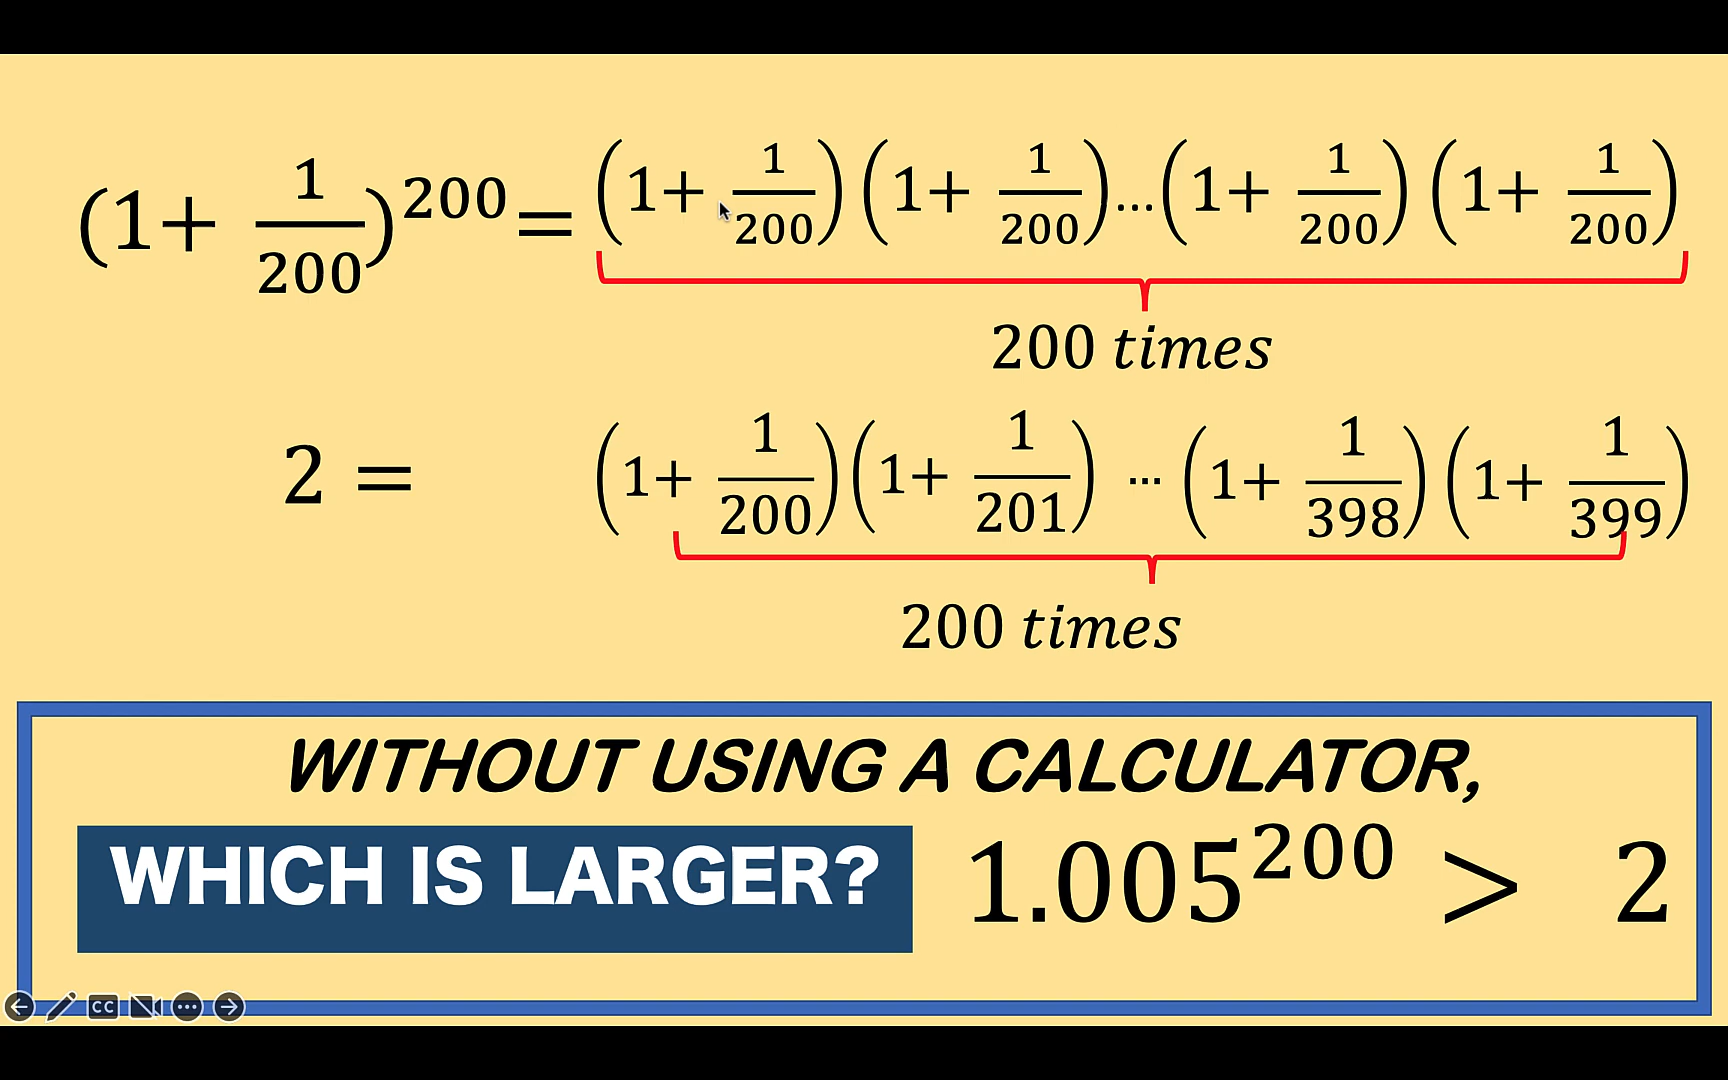 (1+ 1/200)^200 = (1+ 1/200) (1+ 1/200)...(1+ 1/200) (1+ 1/200)
200 times
2 = (1+ 1/200)(1+ 1/201) ... (1+ 1/398)(1+ 1/399)
200 times
WITHOUT USING A CALCULATOR,
WHICH IS LARGER? 1.005^200 > 2
CC